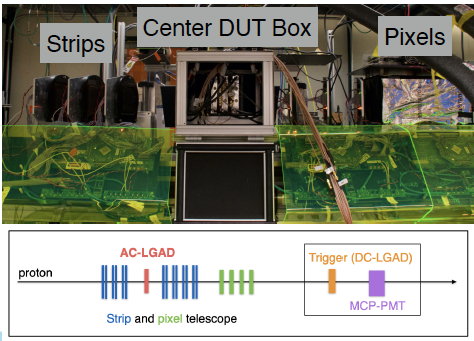 Strips
Center DUT Box
Pixels
AC-LGAD
Trigger (DC-LGAD)
proton
MCP-PMT
Strip and pixel telescope